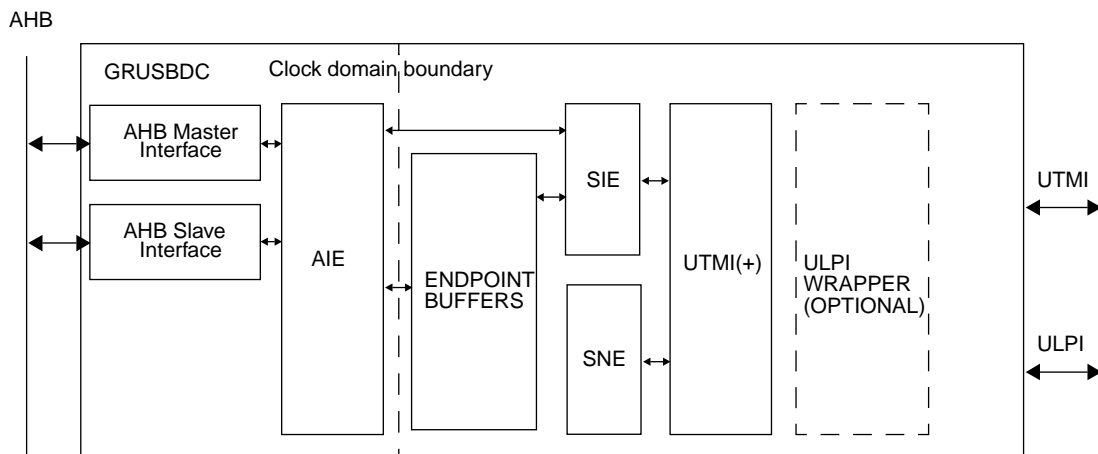 AHB
GRUSBDC
Clock domain boundary
AHB Master
Interface
AHB Slave
Interface
AIE
ENDPOINT
BUFFERS
SIE
SNE
UTMI(+)
ULPI
WRAPPER
(OPTIONAL)
UTMI
ULPI